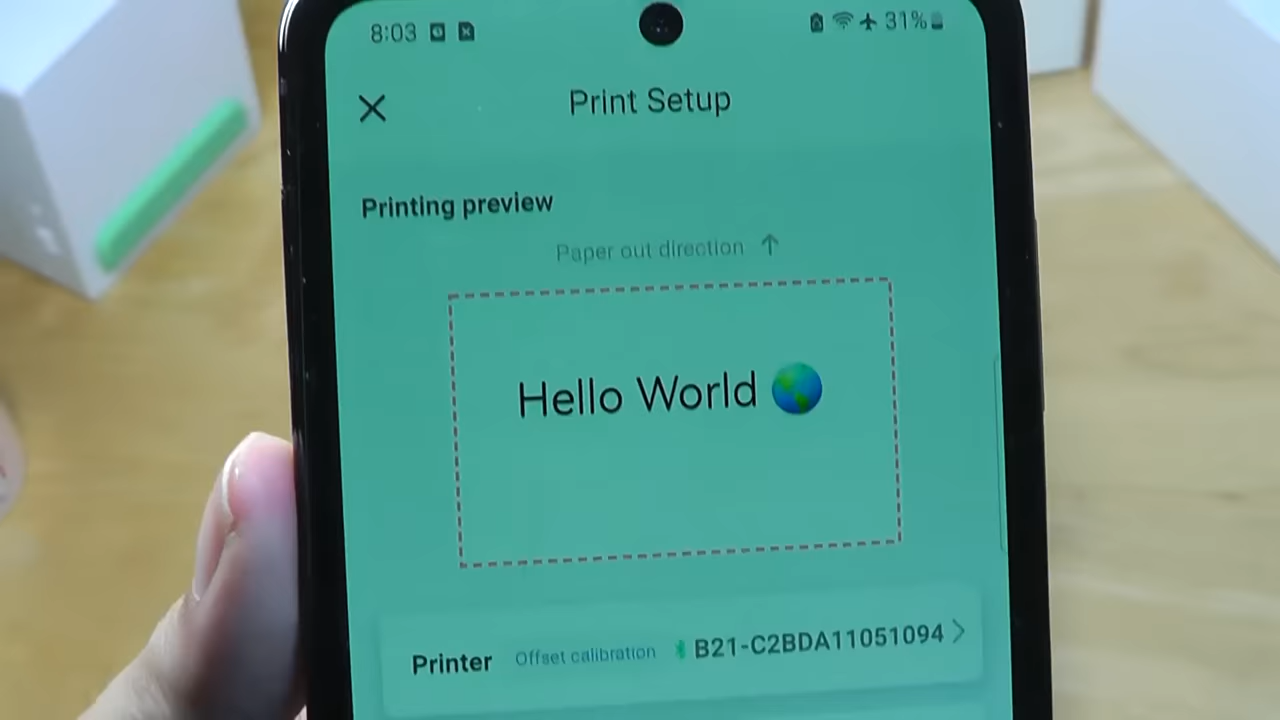 8:03 31%
Print Setup
Printing preview
Paper out direction ↑
Hello World 🌍
Printer Offset calibration B21-C2BDA11051094 >